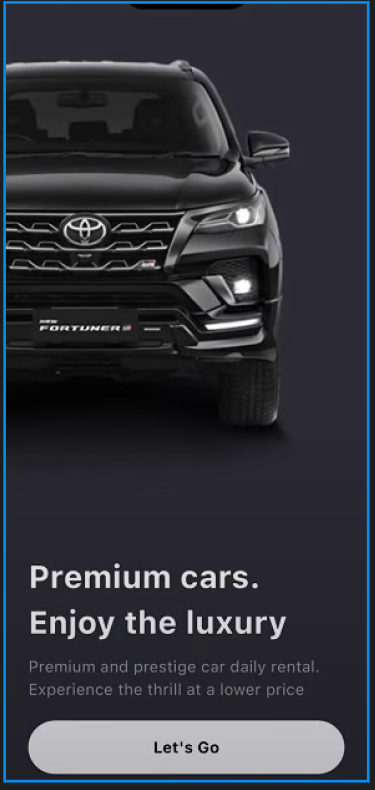 NEW
FORTUNER
Premium cars.
Enjoy the luxury
Premium and prestige car daily rental.
Experience the thrill at a lower price
Let's Go